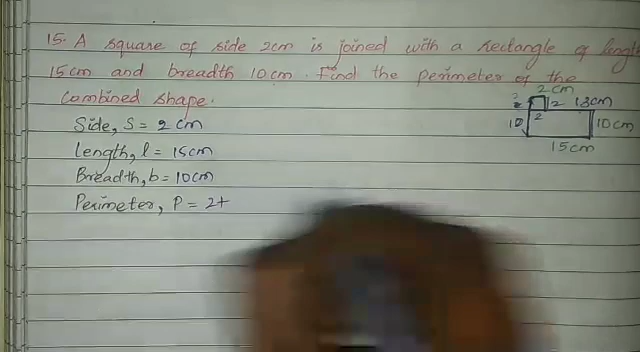 15. A square of side 2cm is joined with a rectangle of length
15cm and breadth 10cm. Find the perimeter of the
combined shape.
2cm
2 2 13cm
2
10 10cm
15cm
Side, S = 2 cm
Length, l = 15cm
Breadth, b = 10cm
Perimeter, P = 2+